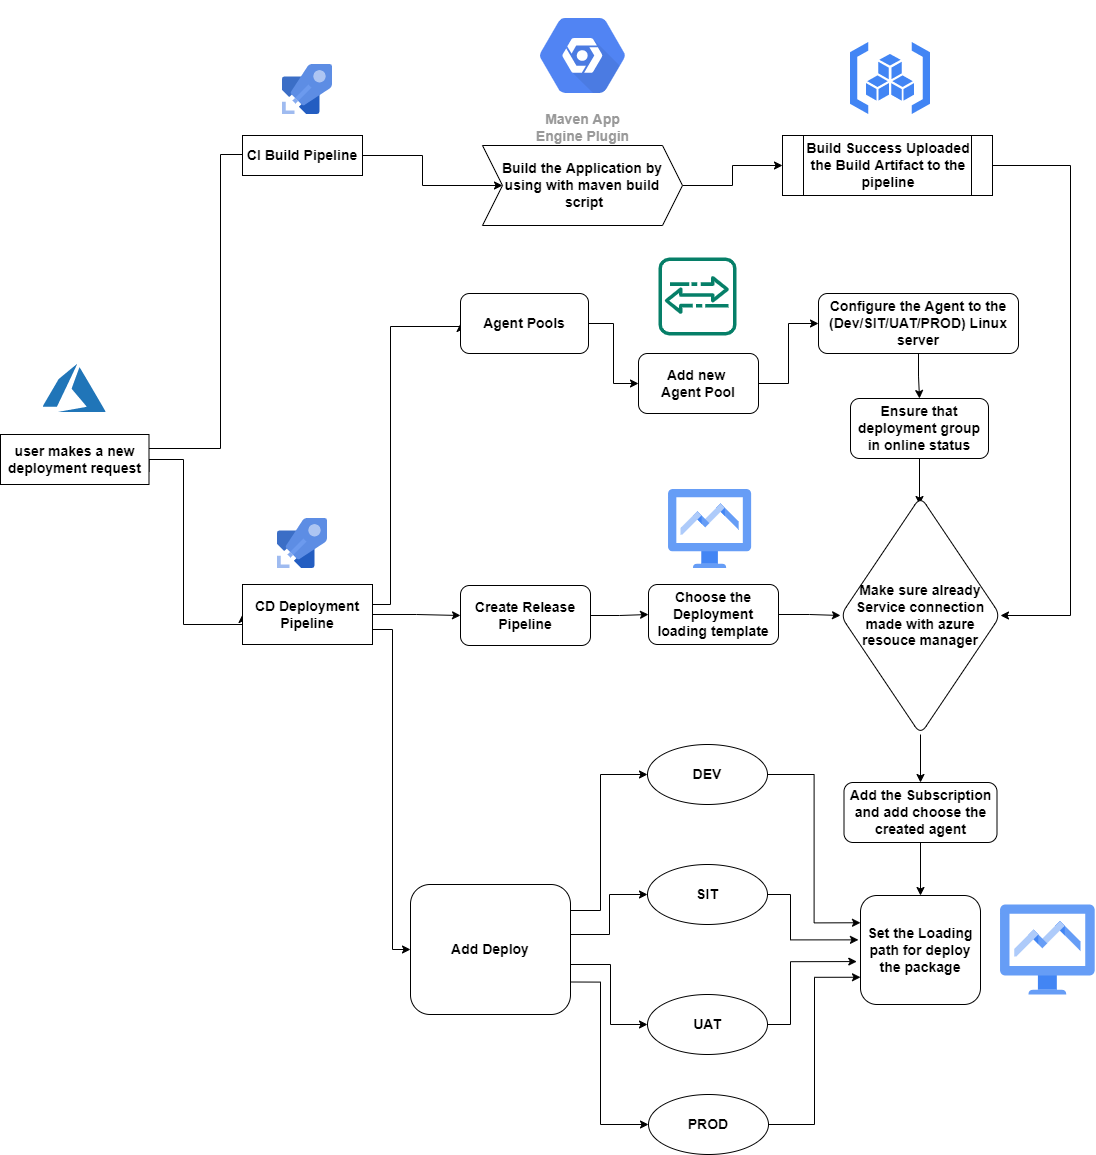 Maven App
Engine Plugin
CI Build Pipeline
Build the Application by
using with maven build
script
Build Success Uploaded
the Build Artifact to the
pipeline
Agent Pools
Add new
Agent Pool
Configure the Agent to the
(Dev/SIT/UAT/PROD) Linux
server
Ensure that
deployment group
in online status
user makes a new
deployment request
CD Deployment
Pipeline
Create Release
Pipeline
Choose the
Deployment
loading template
Make sure already
Service connection
made with azure
resouce manager
DEV
Add the Subscription
and add choose the
created agent
SIT
Add Deploy
Set the Loading
path for deploy
the package
UAT
PROD